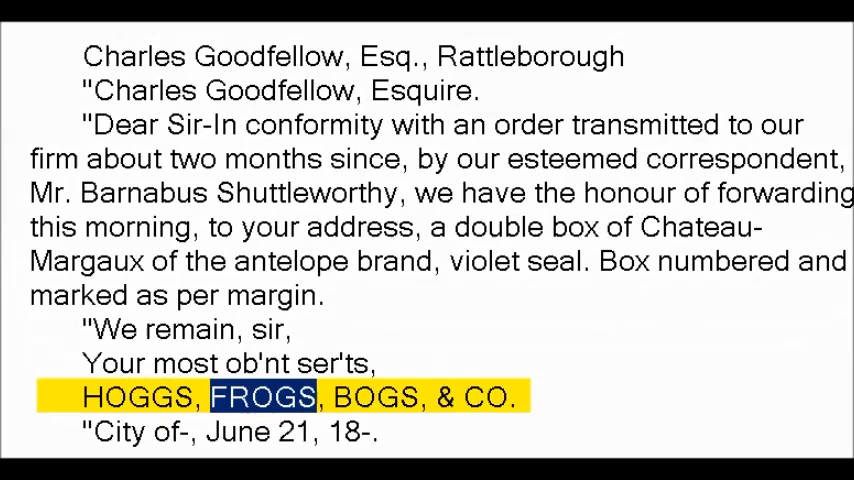 Charles Goodfellow, Esq., Rattleborough
"Charles Goodfellow, Esquire.
"Dear Sir-In conformity with an order transmitted to our
firm about two months since, by our esteemed correspondent,
Mr. Barnabus Shuttleworthy, we have the honour of forwarding
this morning, to your address, a double box of Chateau-
Margaux of the antelope brand, violet seal. Box numbered and
marked as per margin.
"We remain, sir,
Your most ob'nt ser'ts,
HOGGS, FROGS, BOGS, & CO.
"City of-, June 21, 18-.